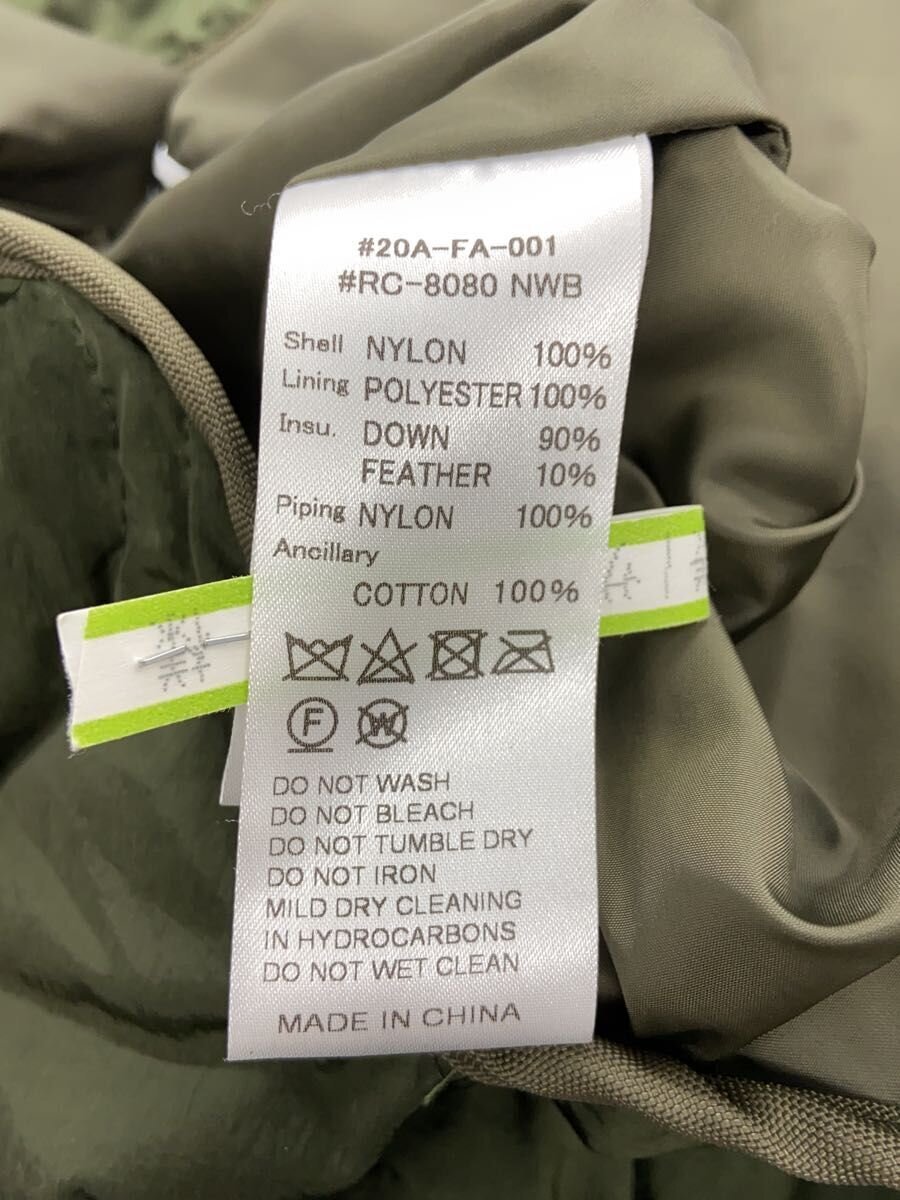 #20A-FA-001
#RC-8080 NWB
Shell NYLON 100%
Lining POLYESTER 100%
Insu. DOWN 90%
FEATHER 10%
Piping NYLON 100%
Ancillary
COTTON 100%
F W
DO NOT WASH
DO NOT BLEACH
DO NOT TUMBLE DRY
DO NOT IRON
MILD DRY CLEANING
IN HYDROCARBONS
DO NOT WET CLEAN
MADE IN CHINA